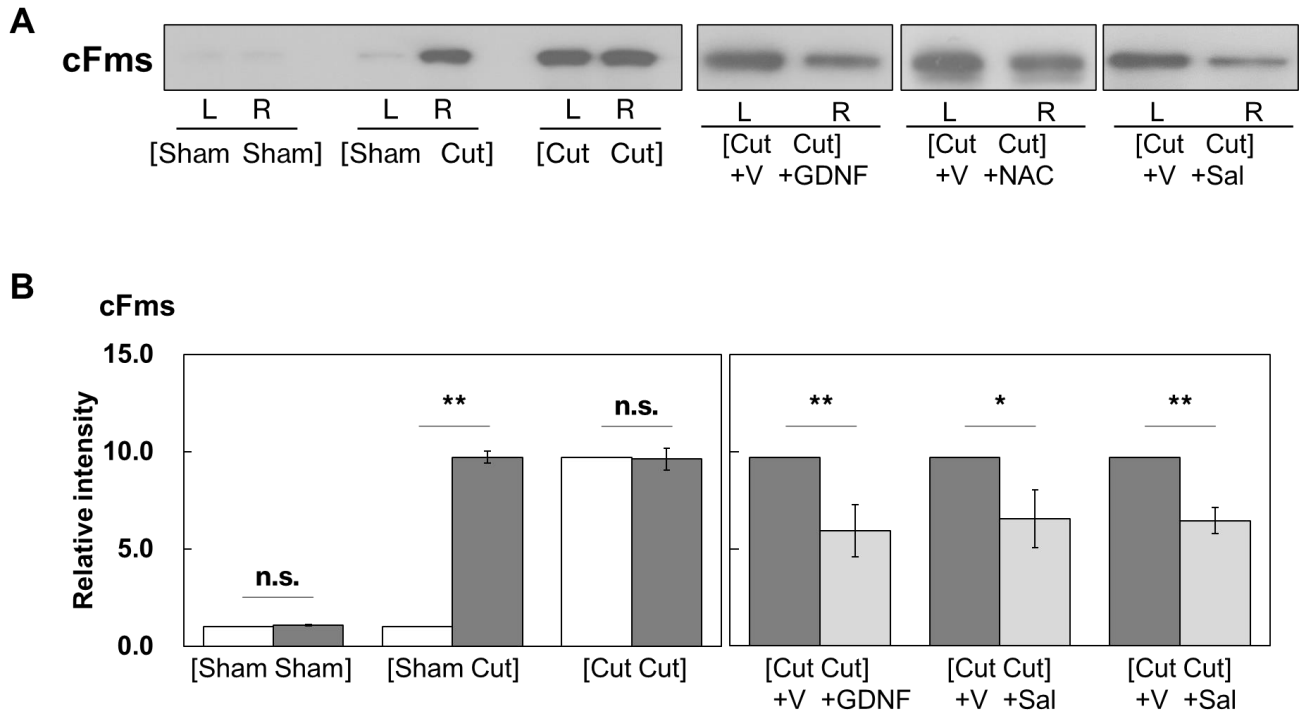 A
cFms
L R L R L R L R L R L R
[Sham Sham] [Sham Cut] [Cut Cut] [Cut Cut] [Cut Cut] [Cut Cut]
+V +GDNF +V +NAC +V +Sal
B
cFms
Relative intensity
15.0
10.0
5.0
0.0
n.s. ** n.s. ** * **
[Sham Sham] [Sham Cut] [Cut Cut] [Cut Cut] [Cut Cut] [Cut Cut]
+V +GDNF +V +Sal +V +Sal